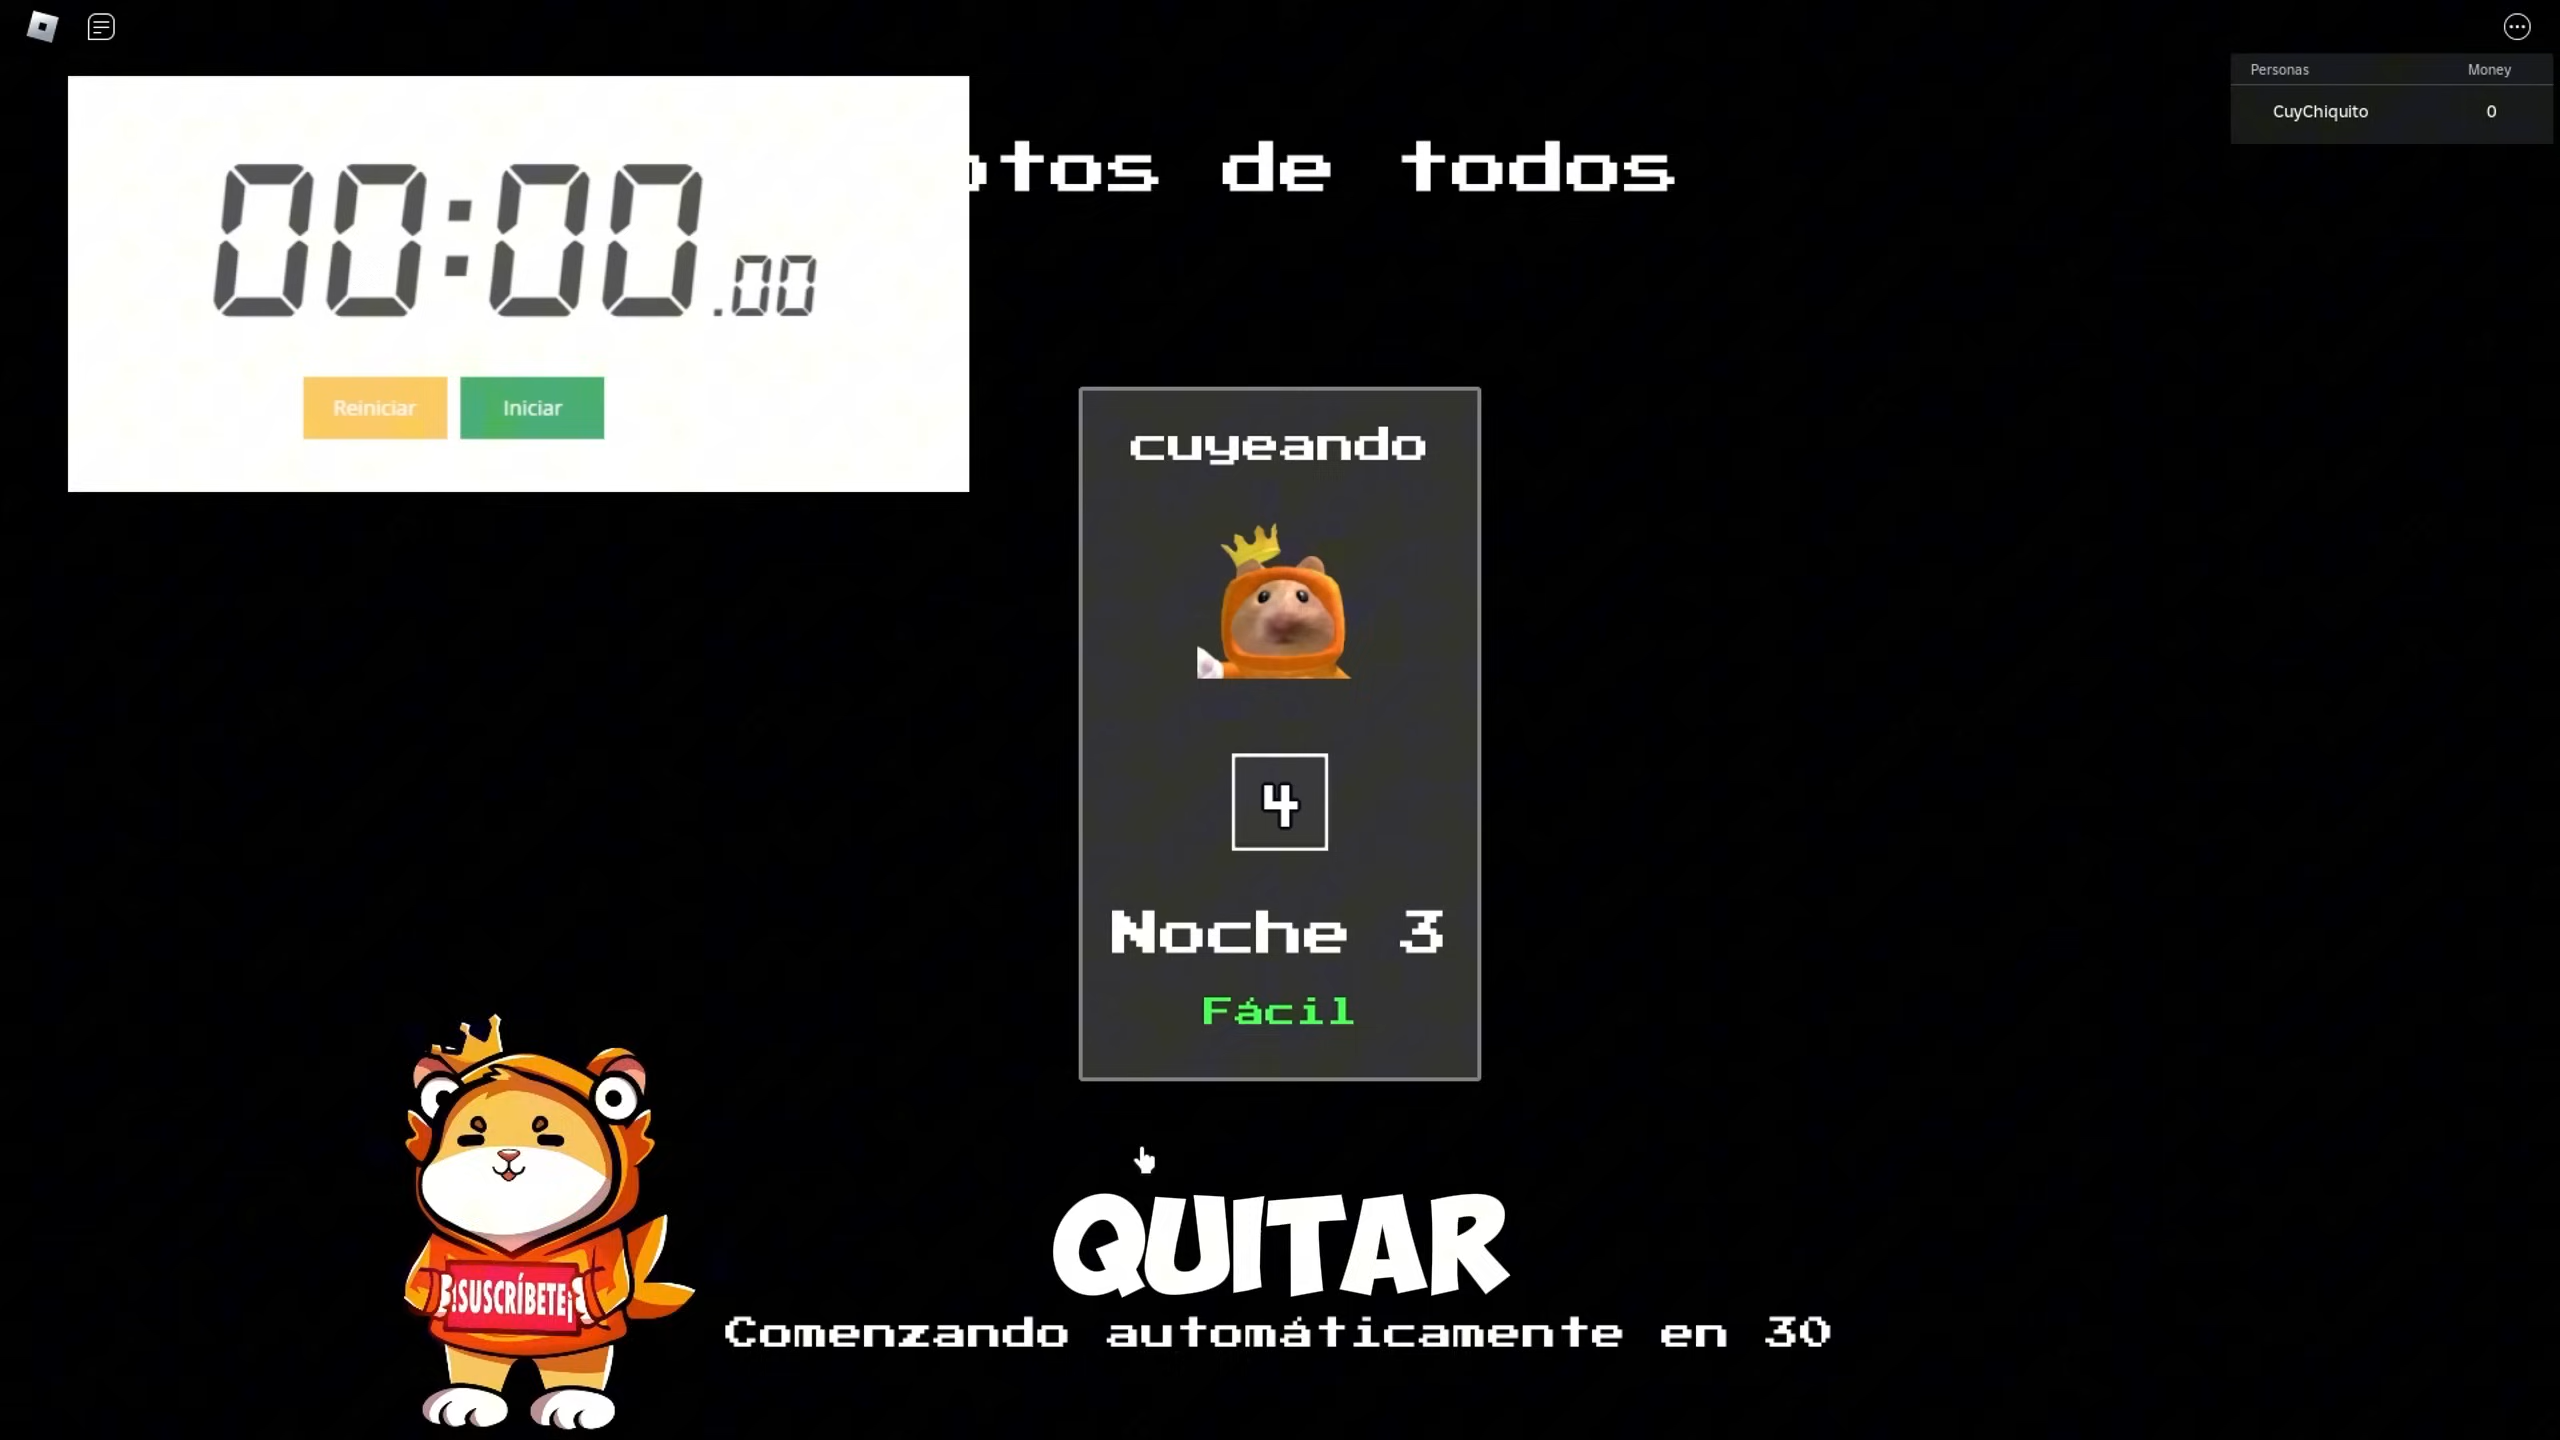 Personas Money
CuyChiquito 0
otos de todos
00:00.00
Reiniciar Iniciar
cuyeando
4
Noche 3
Fácil
QUITAR
¡SUSCRÍBETE!
Comenzando automáticamente en 30